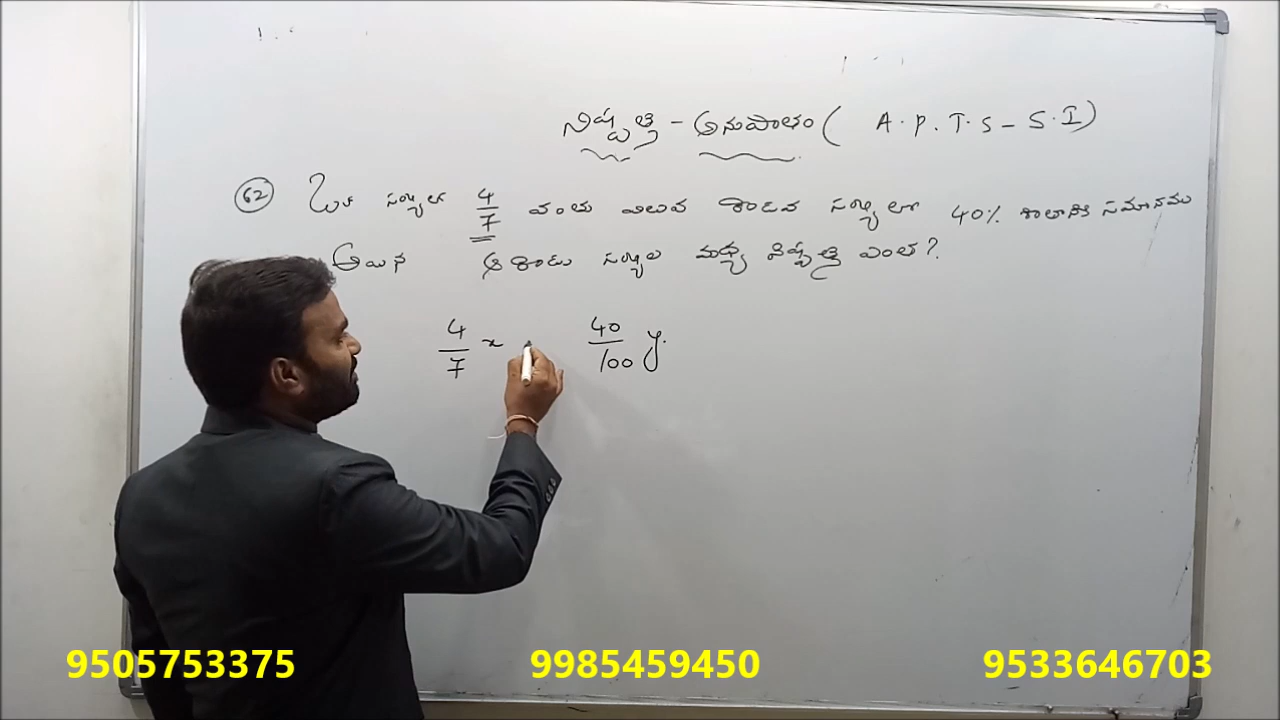 నిష్పత్తి - అనుపాతం ( A.P.T.S - S.I )
62 ఒక సంఖ్యలో 4/7 వంతు విలువ రెండవ సంఖ్యలో 40% శాతానికి సమానము
అయిన ఆ రెండు సంఖ్యల మధ్య నిష్పత్తి ఎంత?
4/7 x 40/100 y.
9505753375 9985459450 9533646703